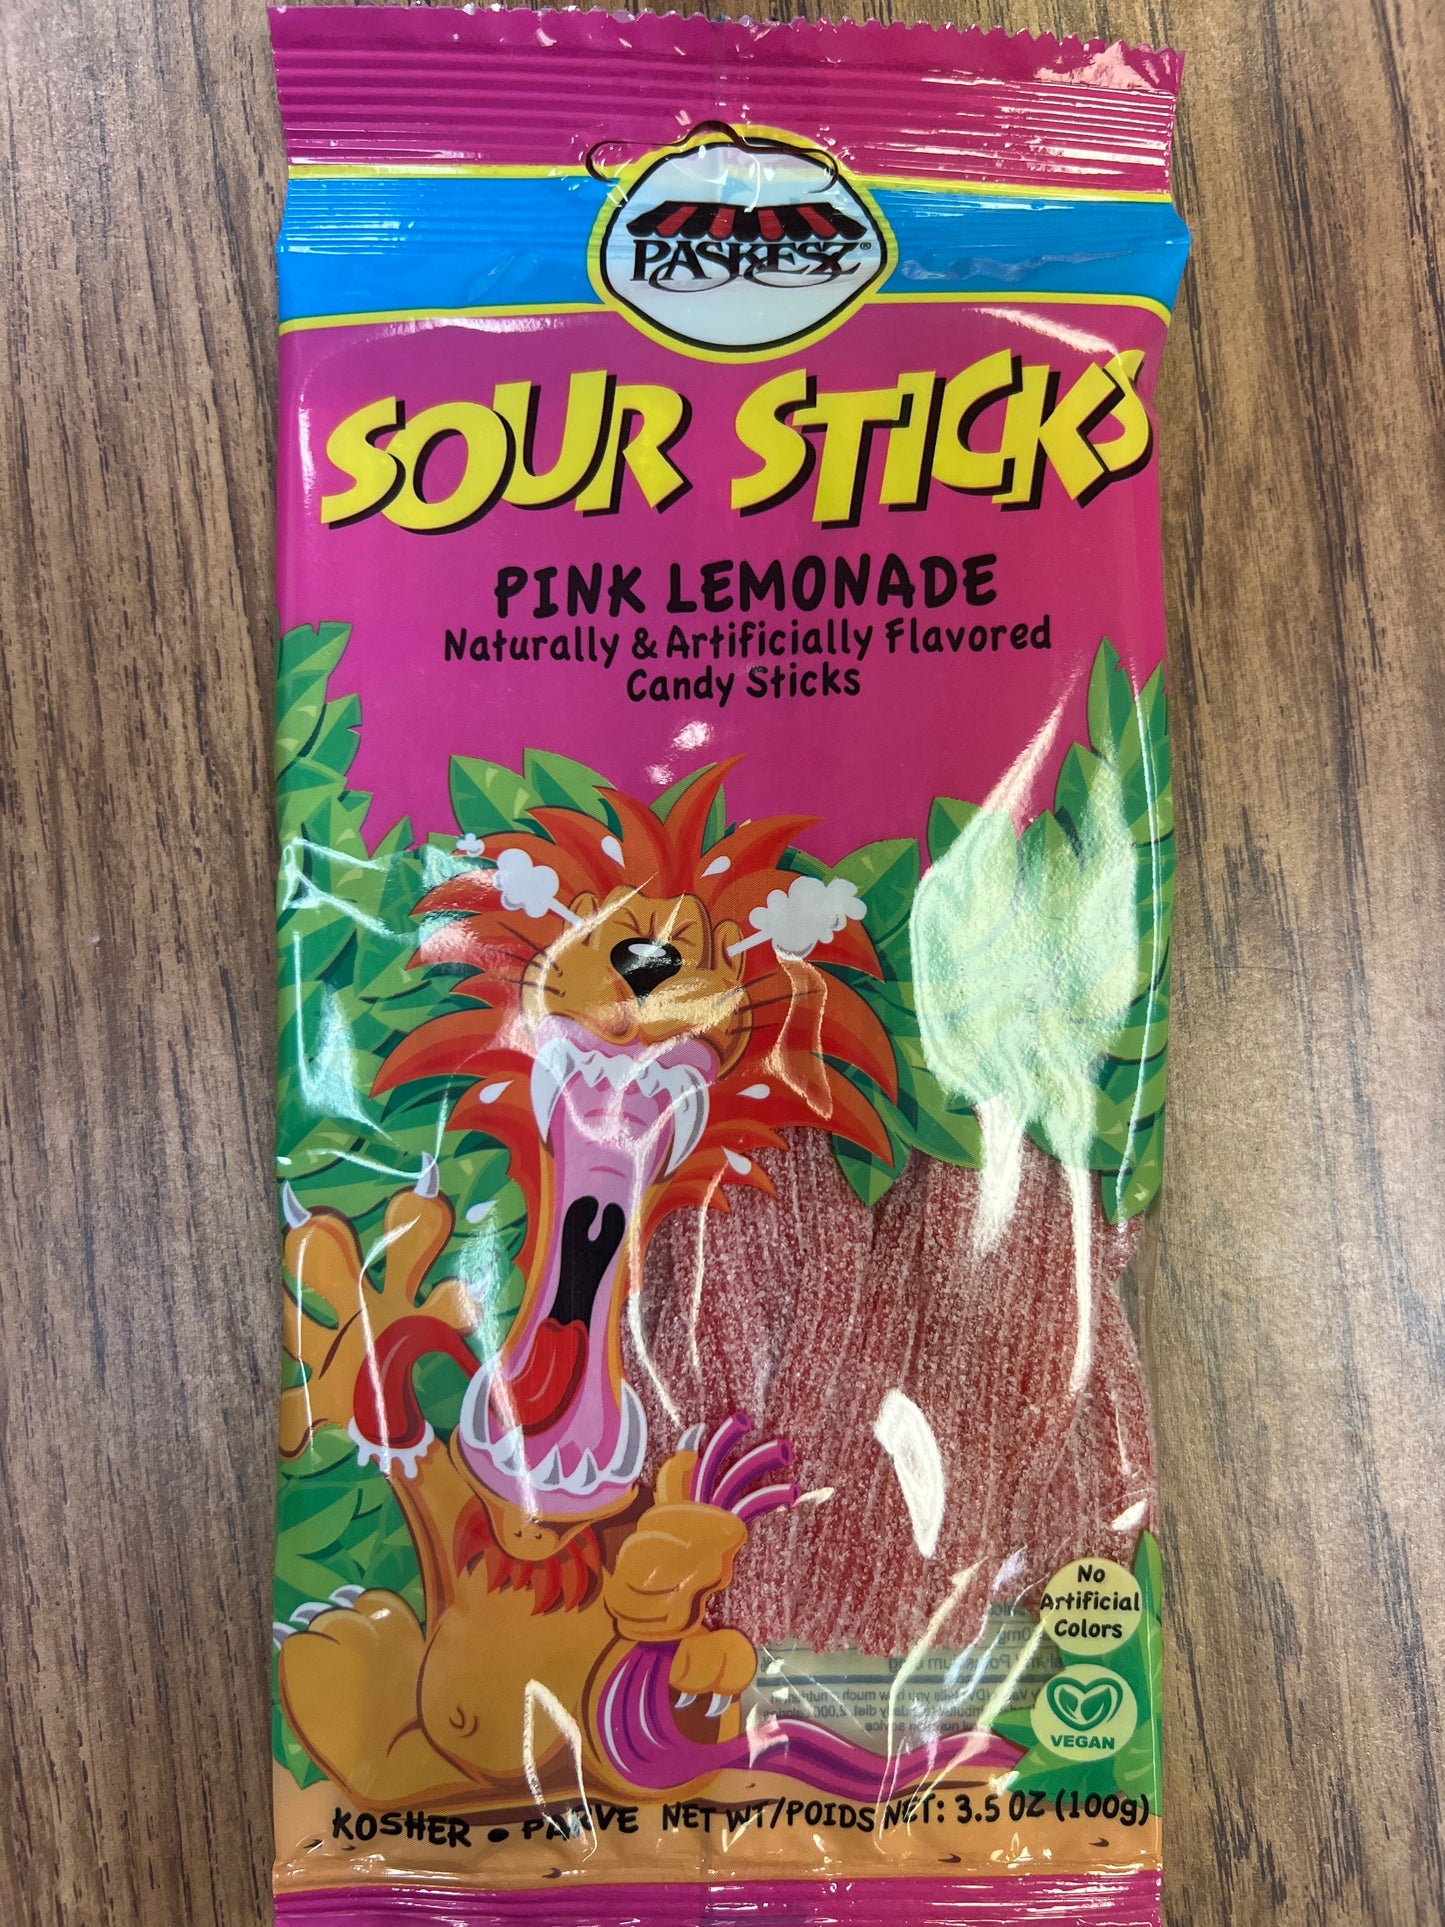 PASKESZ®
SOUR STICKS
PINK LEMONADE
Naturally & Artificially Flavored
Candy Sticks
No
Artificial
Colors
VEGAN
KOSHER • PARVE NET WT/POIDS NET: 3.5 OZ (100g)